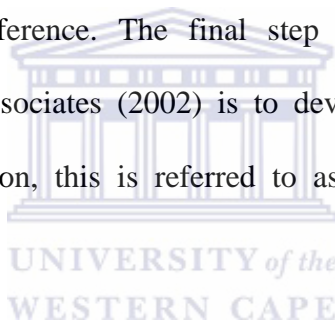 ference. The final step
sociates (2002) is to dev
on, this is referred to as
UNIVERSITY of the
WESTERN CAPE